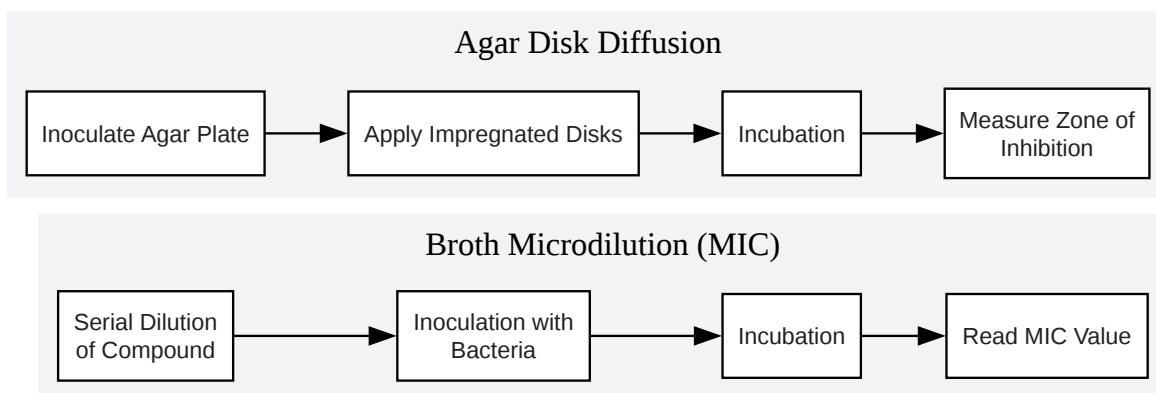 Agar Disk Diffusion
Inoculate Agar Plate
Apply Impregnated Disks
Incubation
Measure Zone of
Inhibition
Broth Microdilution (MIC)
Serial Dilution
of Compound
Inoculation with
Bacteria
Incubation
Read MIC Value